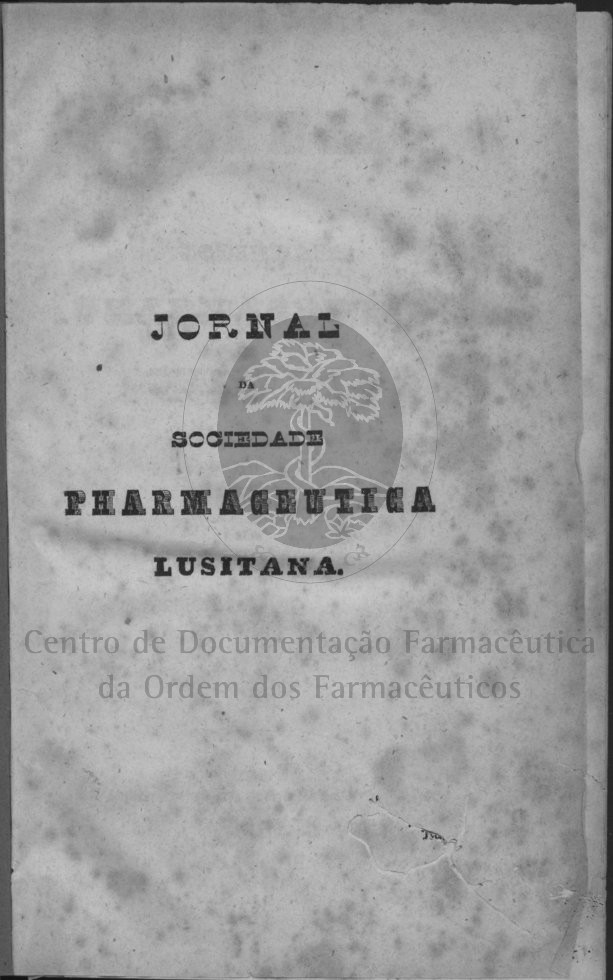 JORNAL
DA
SOCIEDADE
PHARMACEUTICA
LUSITANA.
Centro de Documentação Farmacêutica
da Ordem dos Farmacêuticos